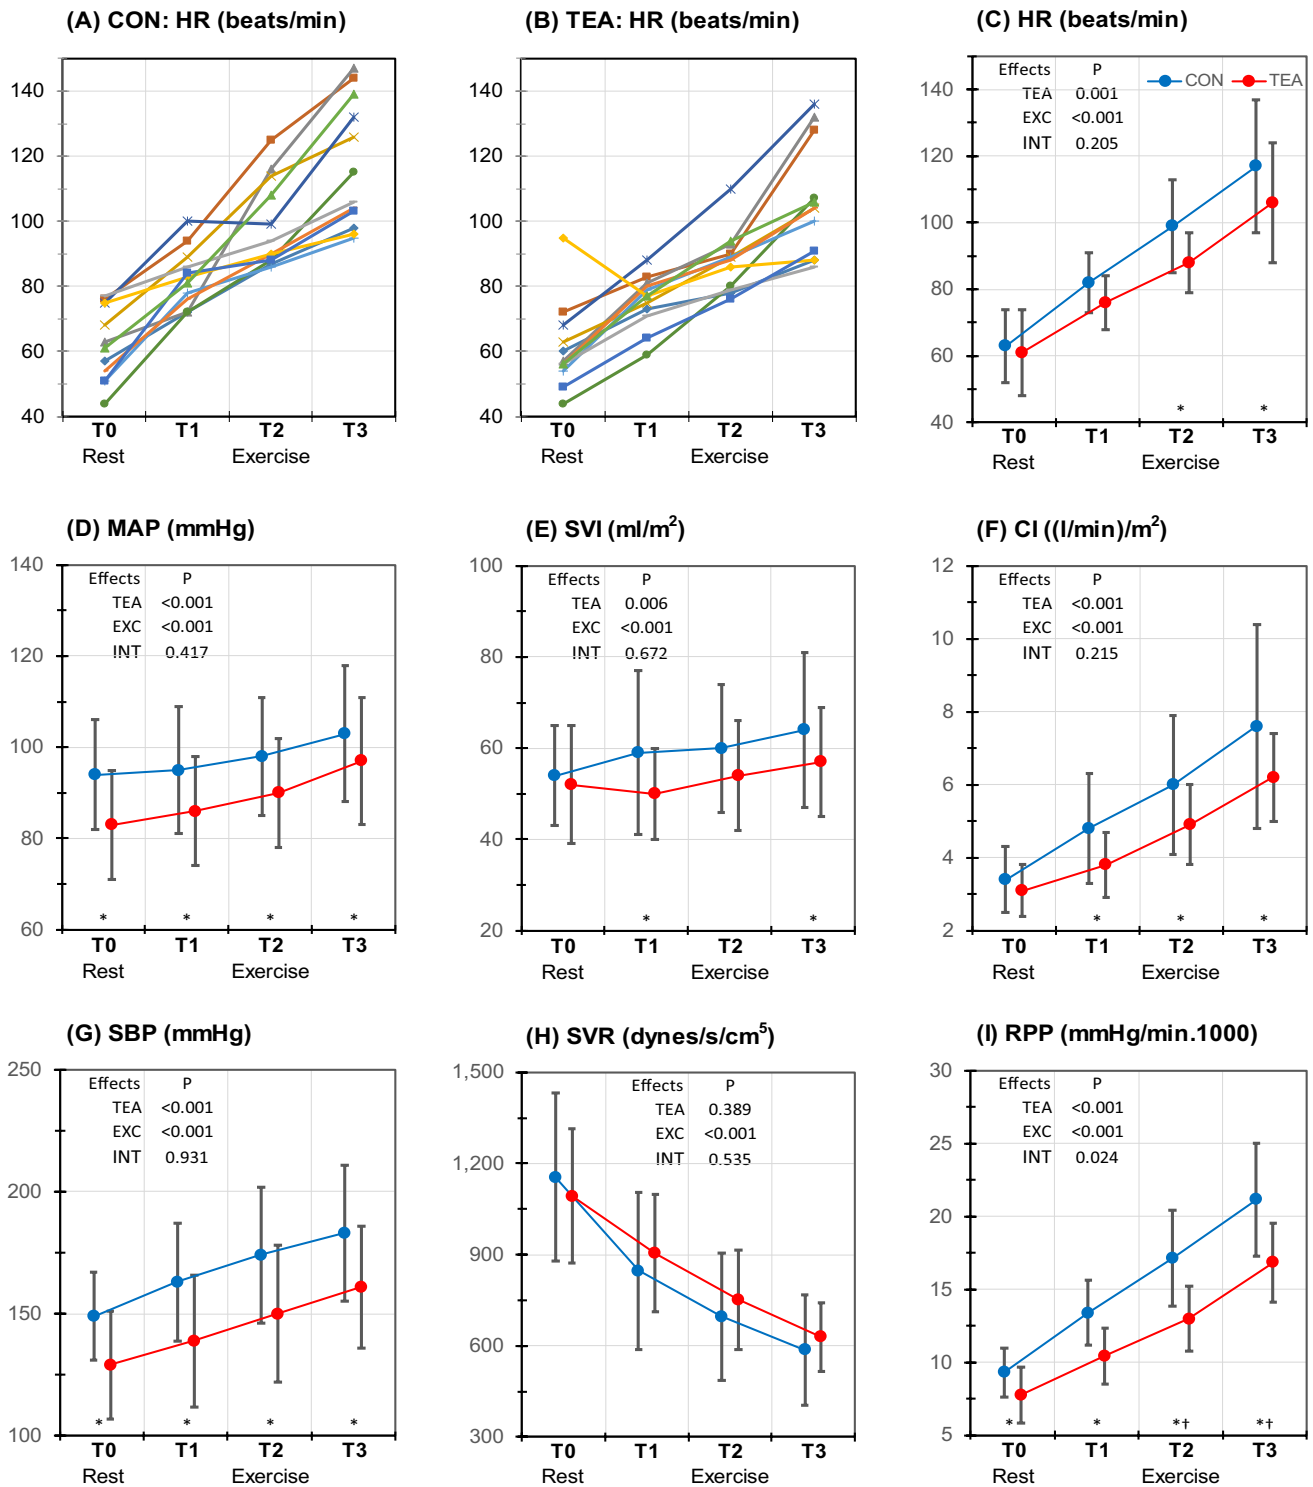 (A) CON: HR (beats/min)
140
120
100
80
60
40
T0 T1 T2 T3
Rest Exercise
(B) TEA: HR (beats/min)
140
120
100
80
60
40
T0 T1 T2 T3
Rest Exercise
(C) HR (beats/min)
Effects P
TEA 0.001
EXC <0.001
INT 0.205
CON TEA
140
120
100
80
60
40
* *
T0 T1 T2 T3
Rest Exercise
(D) MAP (mmHg)
Effects P
TEA <0.001
EXC <0.001
INT 0.417
140
120
100
80
60
* * * *
T0 T1 T2 T3
Rest Exercise
(E) SVI (ml/m²)
Effects P
TEA 0.006
EXC <0.001
INT 0.672
100
80
60
40
20
* *
T0 T1 T2 T3
Rest Exercise
(F) CI ((l/min)/m²)
Effects P
TEA <0.001
EXC <0.001
INT 0.215
12
10
8
6
4
2
* * *
T0 T1 T2 T3
Rest Exercise
(G) SBP (mmHg)
Effects P
TEA <0.001
EXC <0.001
INT 0.931
250
200
150
100
* * * *
T0 T1 T2 T3
Rest Exercise
(H) SVR (dynes/s/cm⁵)
Effects P
TEA 0.389
EXC <0.001
INT 0.535
1,500
1,200
900
600
300
T0 T1 T2 T3
Rest Exercise
(I) RPP (mmHg/min.1000)
Effects P
TEA <0.001
EXC <0.001
INT 0.024
30
25
20
15
10
5
* * *† *†
T0 T1 T2 T3
Rest Exercise